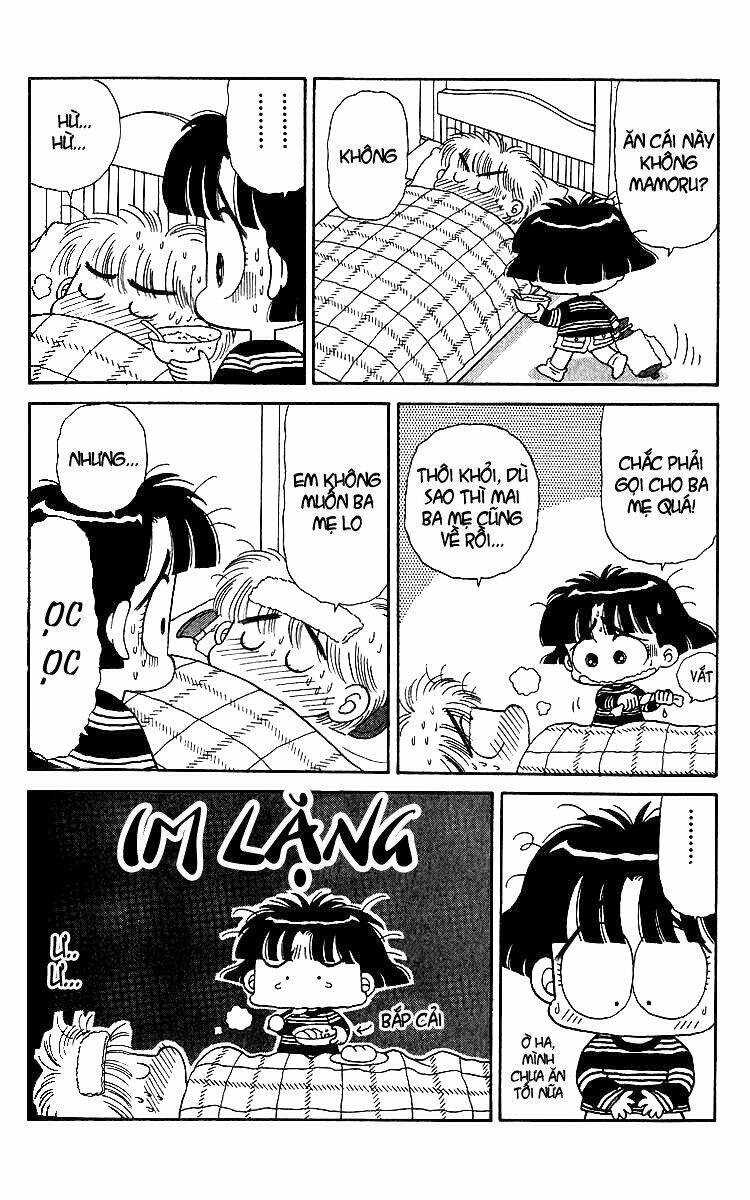 ĂN CÁI NÀY
KHÔNG
MAMORU?
KHÔNG
........
HỪ...
HỪ...
CHẮC PHẢI
GỌI CHO BA
MẸ QUÁ!
VẮT
THÔI KHỎI, DÙ
SAO THÌ MAI
BA MẸ CŨNG
VỀ RỒI...
EM KHÔNG
MUỐN BA
MẸ LO
NHƯNG...
ỌC
ỌC
........
Ờ HA,
MÌNH
CHƯA ĂN
TỐI NỮA
IM LẶNG
BẮP CẢI
Ư..
Ư...